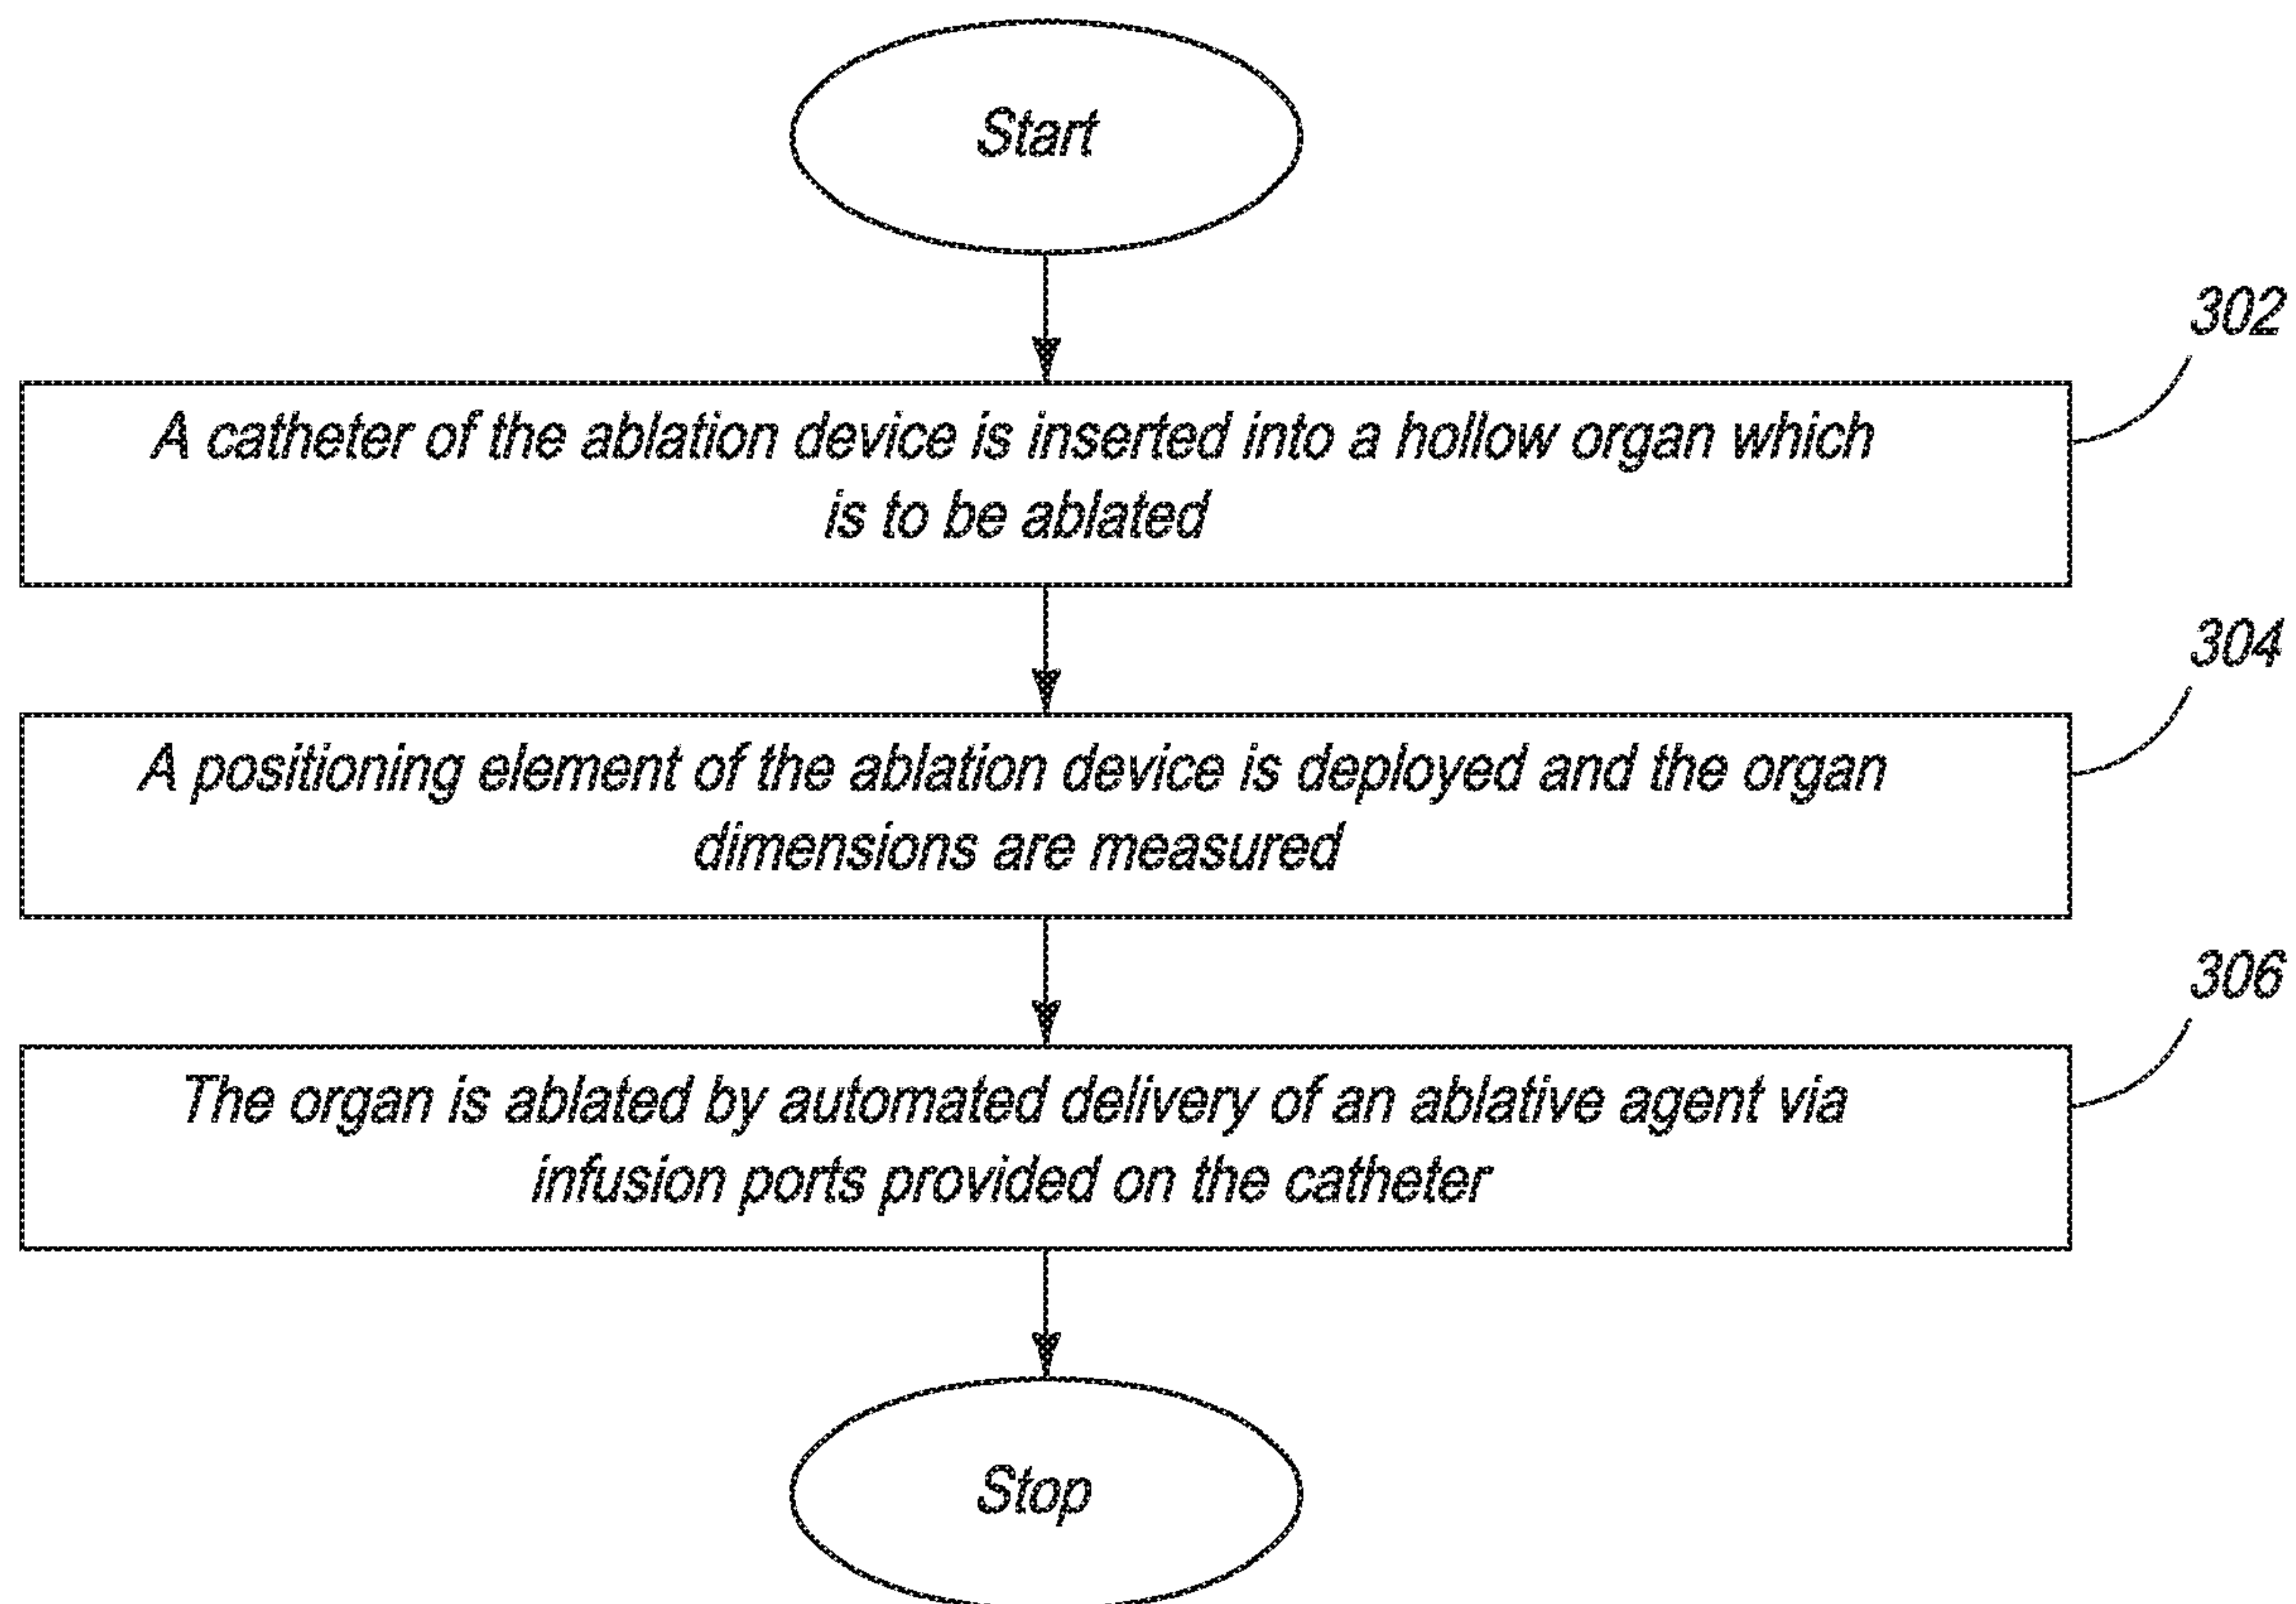 Start
302
A catheter of the ablation device is inserted into a hollow organ which
is to be ablated
304
A positioning element of the ablation device is deployed and the organ
dimensions are measured
306
The organ is ablated by automated delivery of an ablative agent via
infusion ports provided on the catheter
Stop